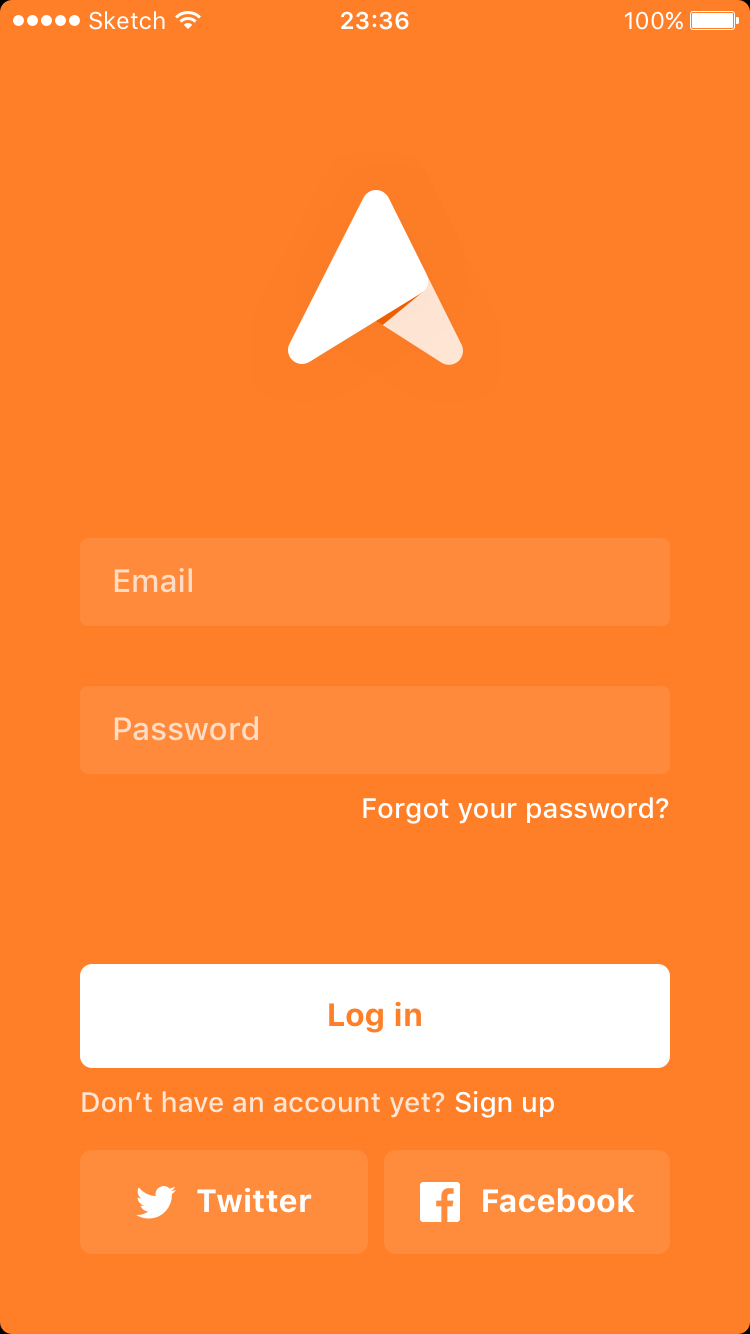 Sketch 23:36 100%
Email
Password
Forgot your password?
Log in
Don’t have an account yet? Sign up
Twitter Facebook